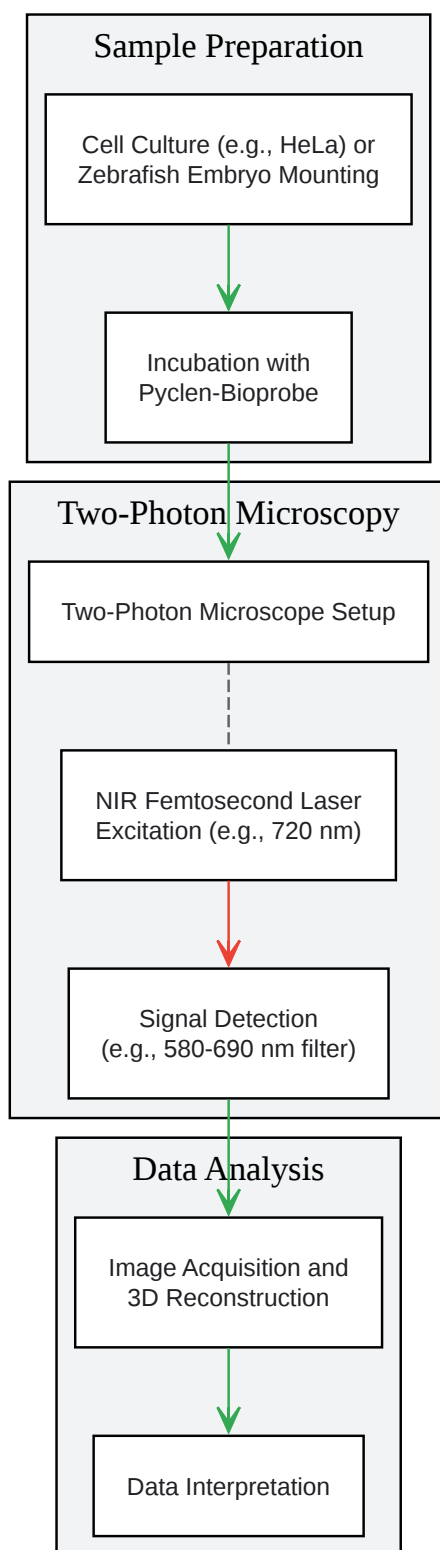 Sample Preparation
Cell Culture (e.g., HeLa) or
Zebrafish Embryo Mounting
Incubation with
Pyclen-Bioprobe
Two-Photon Microscopy
Two-Photon Microscope Setup
NIR Femtosecond Laser
Excitation (e.g., 720 nm)
Signal Detection
(e.g., 580-690 nm filter)
Data Analysis
Image Acquisition and
3D Reconstruction
Data Interpretation